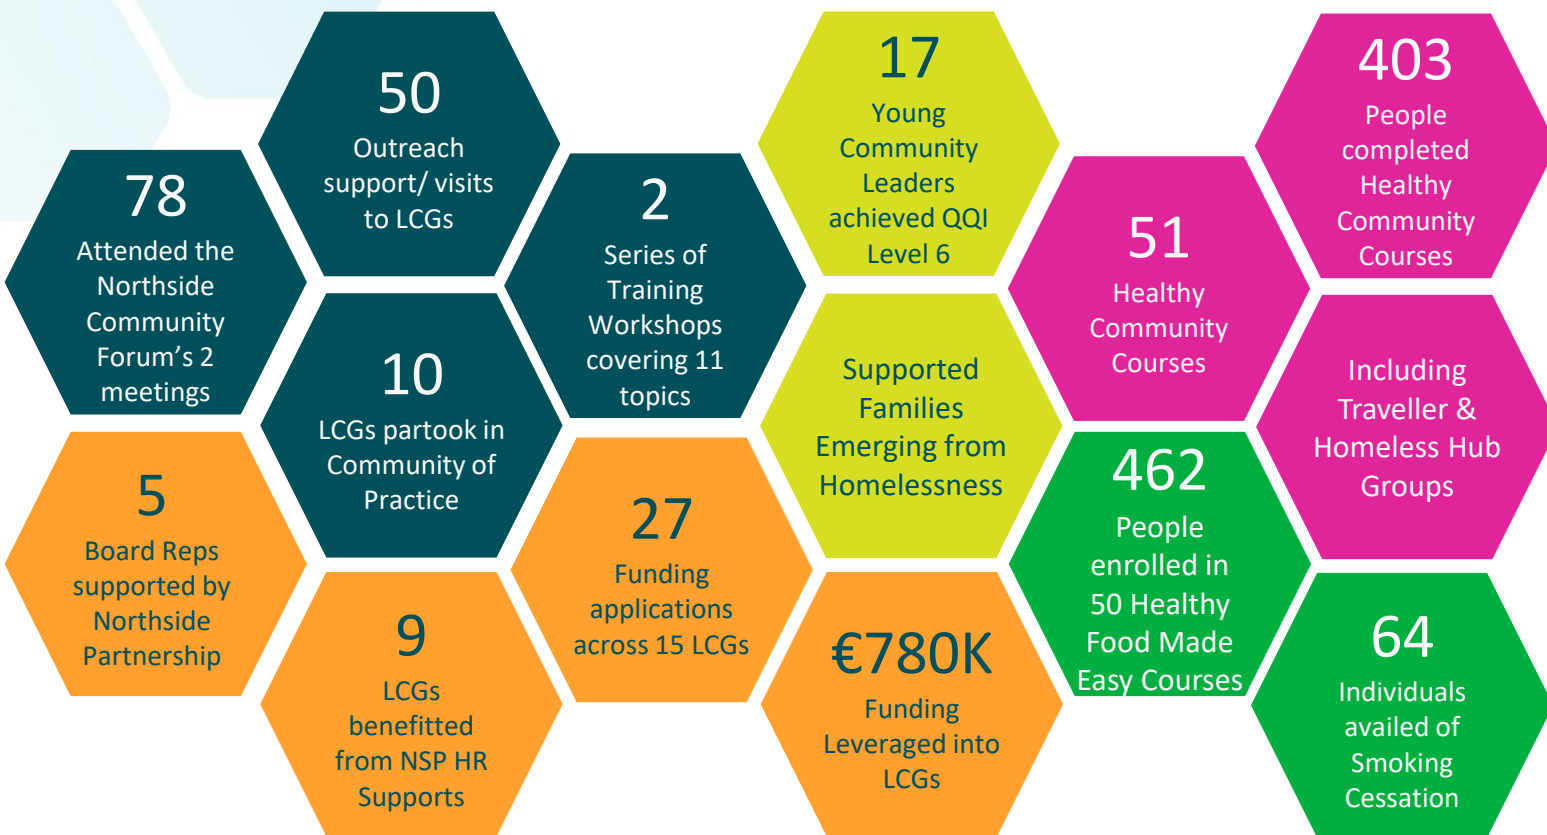 50
Outreach
support/ visits
to LCGs
17
Young
Community
Leaders
achieved QQI
Level 6
403
People
completed
Healthy
Community
Courses
78
Attended the
Northside
Community
Forum’s 2
meetings
2
Series of
Training
Workshops
covering 11
topics
51
Healthy
Community
Courses
10
LCGs partook in
Community of
Practice
Supported
Families
Emerging from
Homelessness
Including
Traveller &
Homeless Hub
Groups
5
Board Reps
supported by
Northside
Partnership
27
Funding
applications
across 15 LCGs
462
People
enrolled in
50 Healthy
Food Made
Easy Courses
9
LCGs
benefitted
from NSP HR
Supports
€780K
Funding
Leveraged into
LCGs
64
Individuals
availed of
Smoking
Cessation